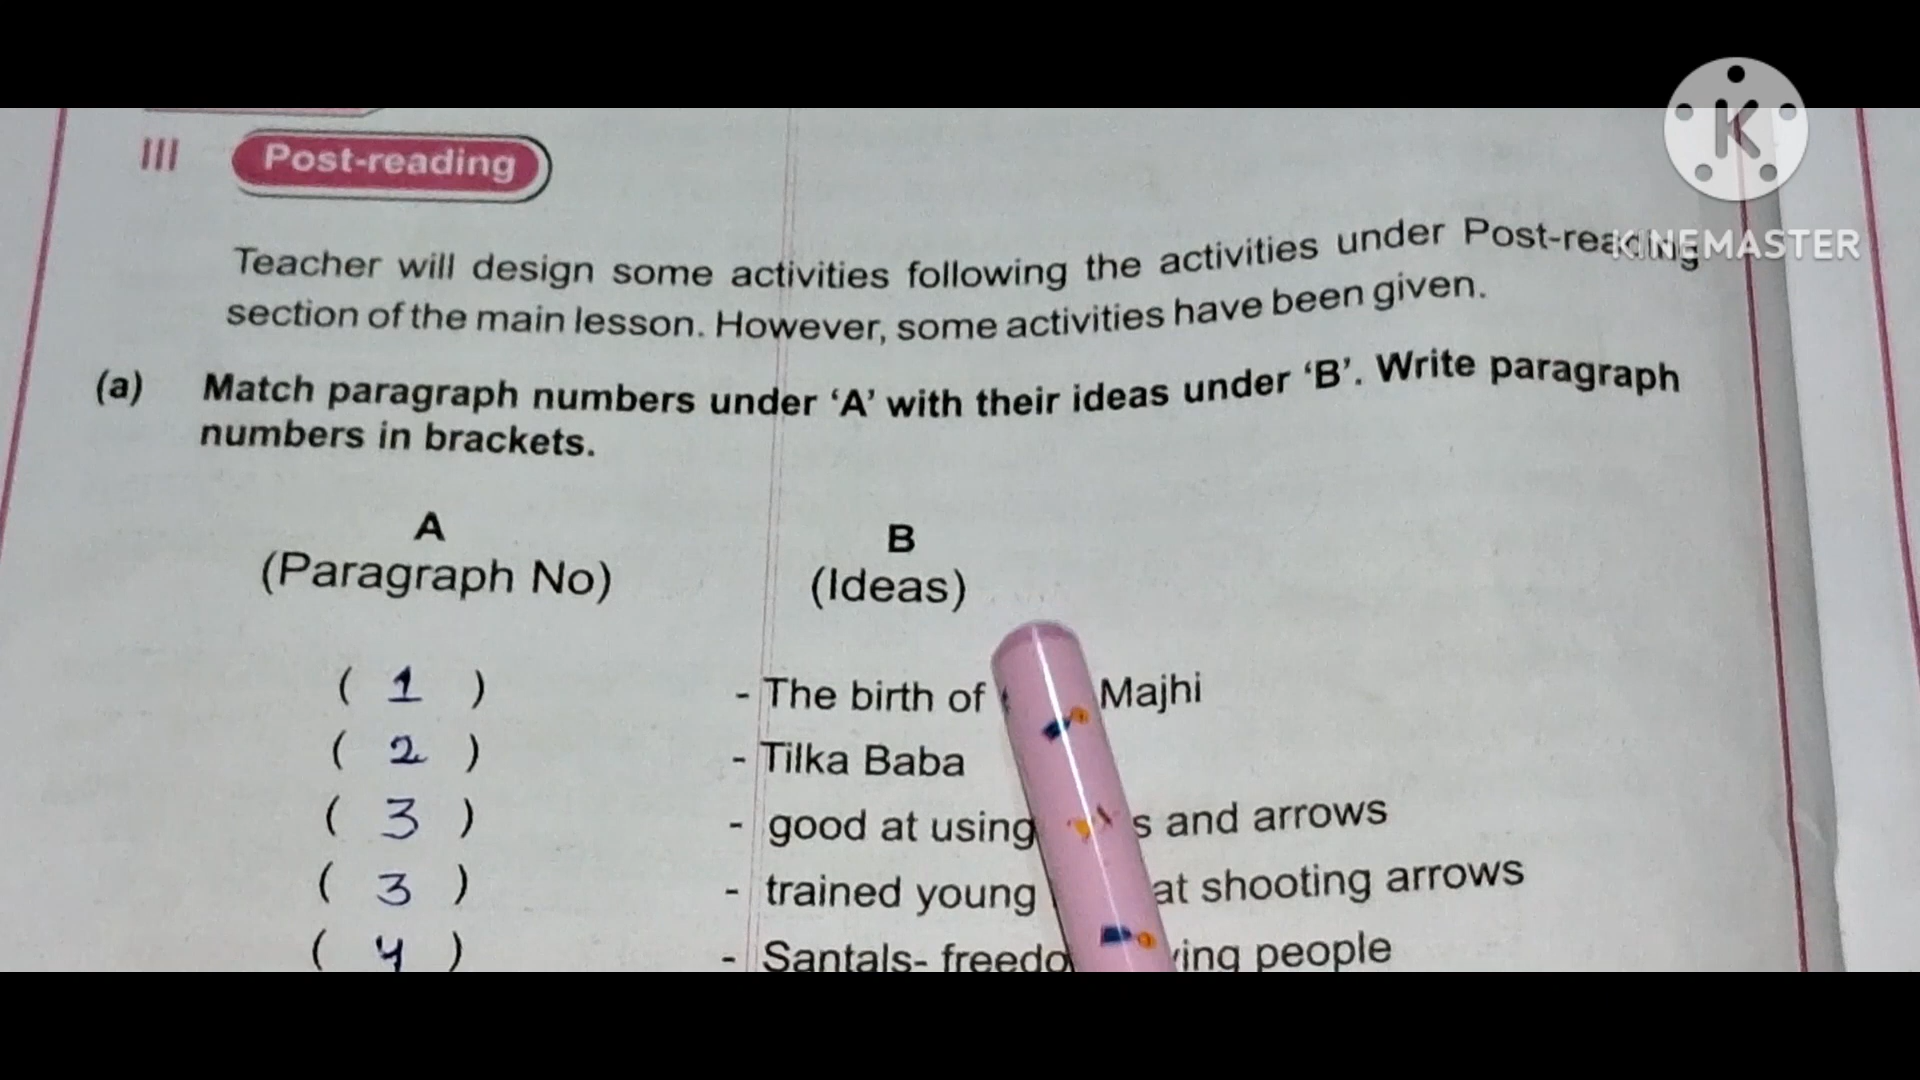 III Post-reading
Teacher will design some activities following the activities under Post-reading
section of the main lesson. However, some activities have been given.
(a) Match paragraph numbers under ‘A’ with their ideas under ‘B’. Write paragraph
numbers in brackets.
A B
(Paragraph No) (Ideas)
( 1 ) - The birth of Majhi
( 2 ) - Tilka Baba
( 3 ) - good at using and arrows
( 3 ) - trained young at shooting arrows
( 4 ) - Santals- people
K
KINEMASTER